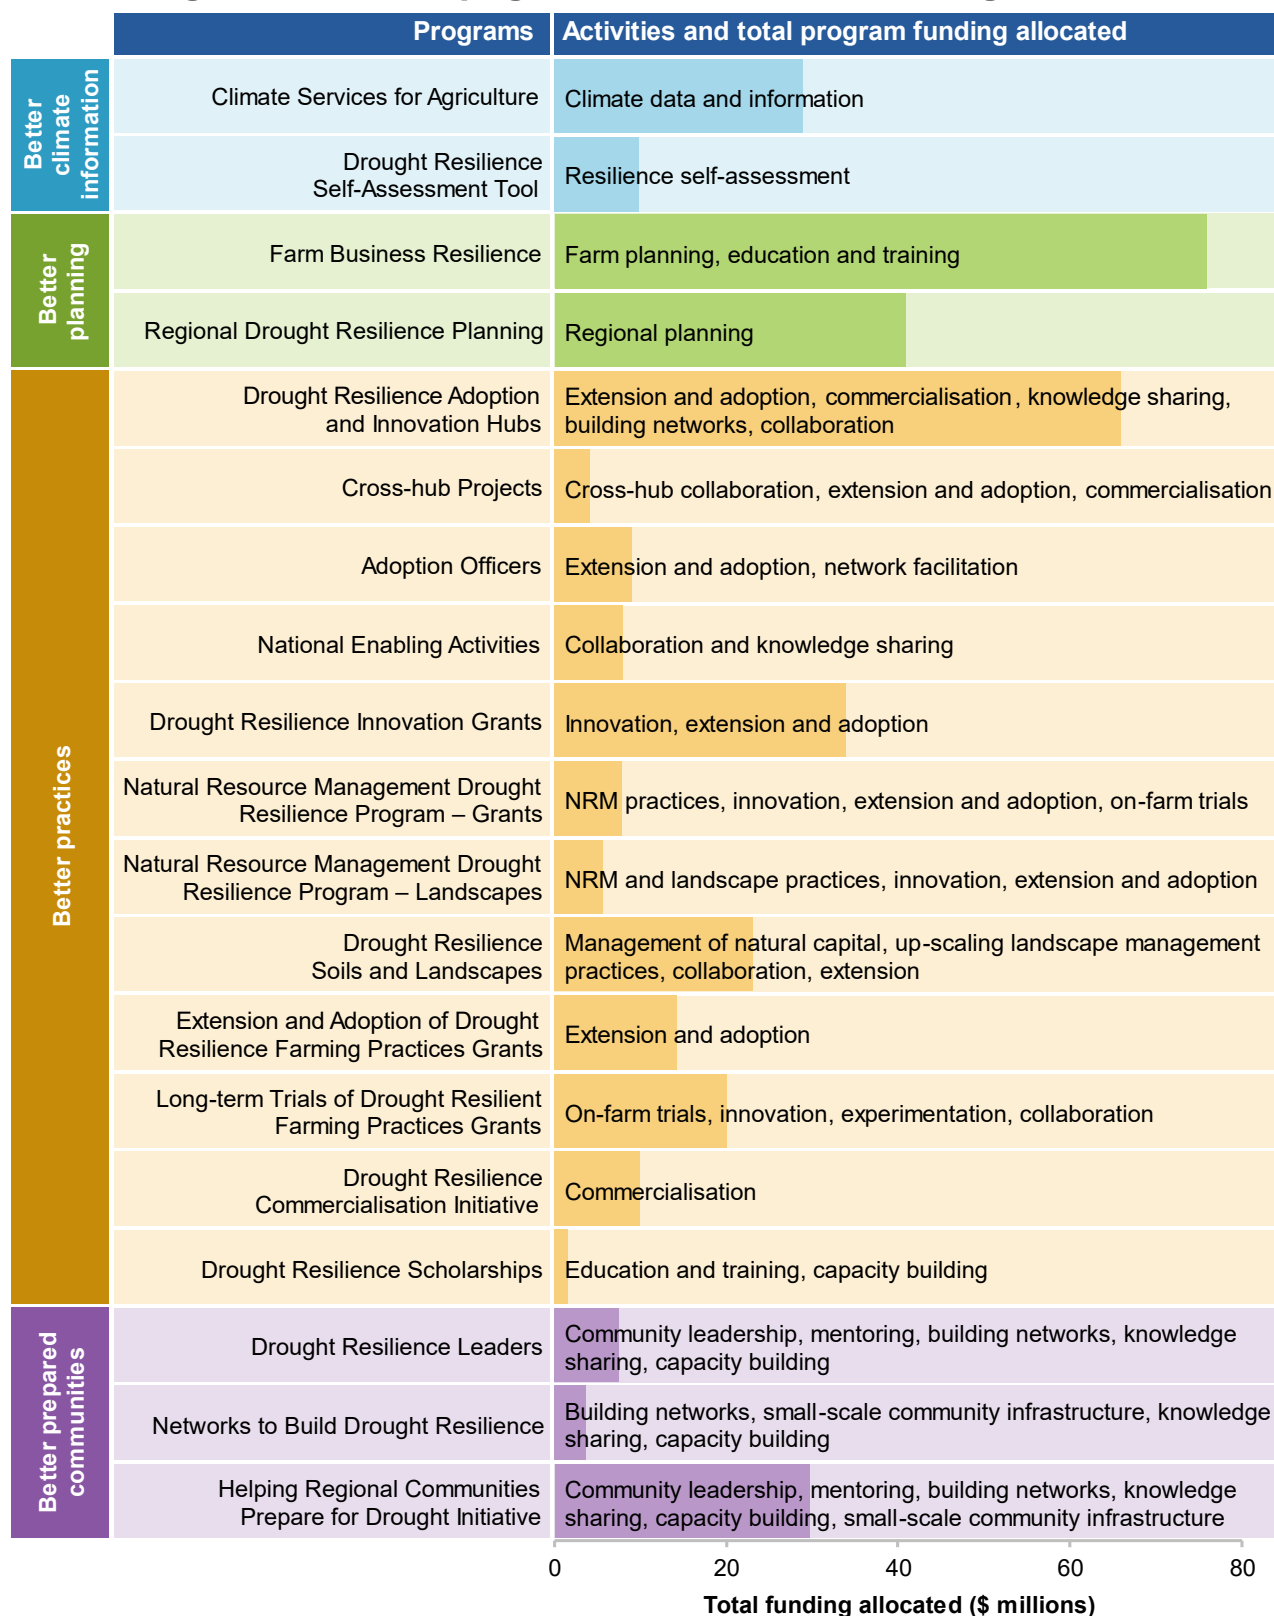 Programs
Activities and total program funding allocated
Better
climate
information
Climate Services for Agriculture
Climate data and information
Drought Resilience
Self-Assessment Tool
Resilience self-assessment
Better
planning
Farm Business Resilience
Farm planning, education and training
Regional Drought Resilience Planning
Regional planning
Better practices
Drought Resilience Adoption
and Innovation Hubs
Extension and adoption, commercialisation, knowledge sharing,
building networks, collaboration
Cross-hub Projects
Cross-hub collaboration, extension and adoption, commercialisation
Adoption Officers
Extension and adoption, network facilitation
National Enabling Activities
Collaboration and knowledge sharing
Drought Resilience Innovation Grants
Innovation, extension and adoption
Natural Resource Management Drought
Resilience Program – Grants
NRM practices, innovation, extension and adoption, on-farm trials
Natural Resource Management Drought
Resilience Program – Landscapes
NRM and landscape practices, innovation, extension and adoption
Drought Resilience
Soils and Landscapes
Management of natural capital, up-scaling landscape management
practices, collaboration, extension
Extension and Adoption of Drought
Resilience Farming Practices Grants
Extension and adoption
Long-term Trials of Drought Resilient
Farming Practices Grants
On-farm trials, innovation, experimentation, collaboration
Drought Resilience
Commercialisation Initiative
Commercialisation
Drought Resilience Scholarships
Education and training, capacity building
Better prepared
communities
Drought Resilience Leaders
Community leadership, mentoring, building networks, knowledge
sharing, capacity building
Networks to Build Drought Resilience
Building networks, small-scale community infrastructure, knowledge
sharing, capacity building
Helping Regional Communities
Prepare for Drought Initiative
Community leadership, mentoring, building networks, knowledge
sharing, capacity building, small-scale community infrastructure
0 20 40 60 80
Total funding allocated ($ millions)